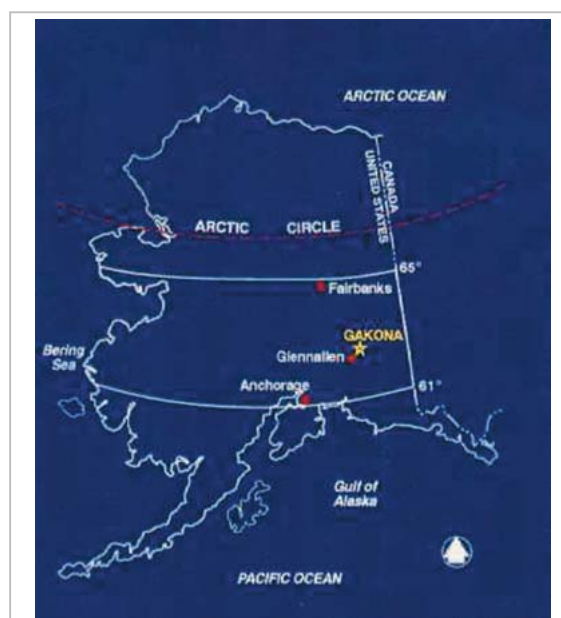 ARCTIC OCEAN
CANADA
UNITED STATES
ARCTIC CIRCLE
65°
Fairbanks
GAKONA
Bering
Sea
Glennallen
Anchorage
61°
Gulf of
Alaska
PACIFIC OCEAN